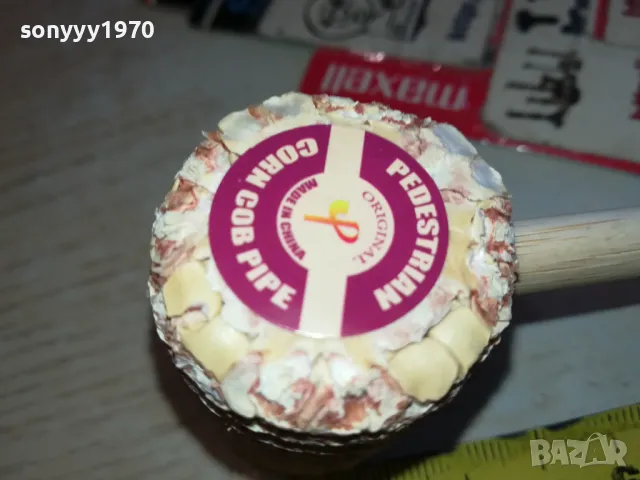 sonyyy1970
maxell
PEDESTRIAN
CORN COB PIPE
ORIGINAL
MADE IN CHINA
BAZAR